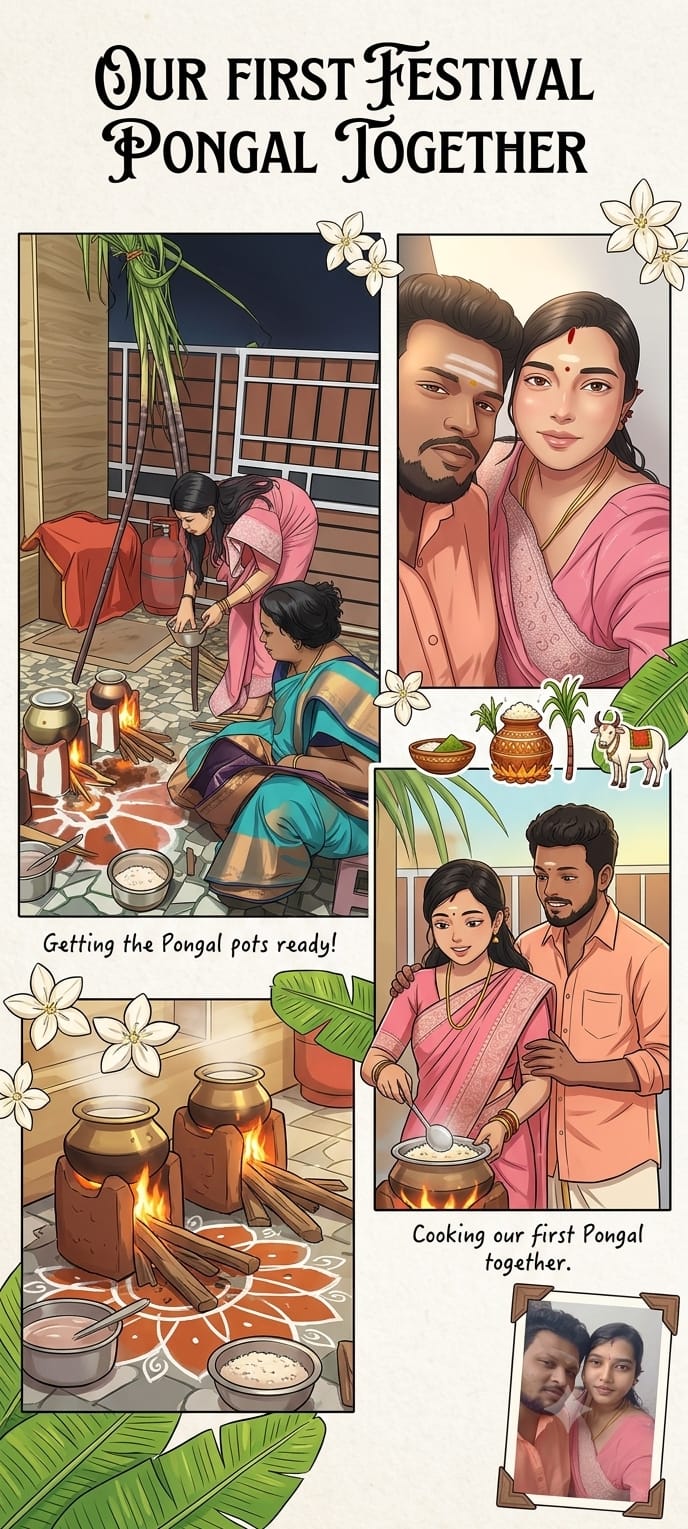 Our first Festival
Pongal Together
Getting the Pongal pots ready!
Cooking our first Pongal
together.